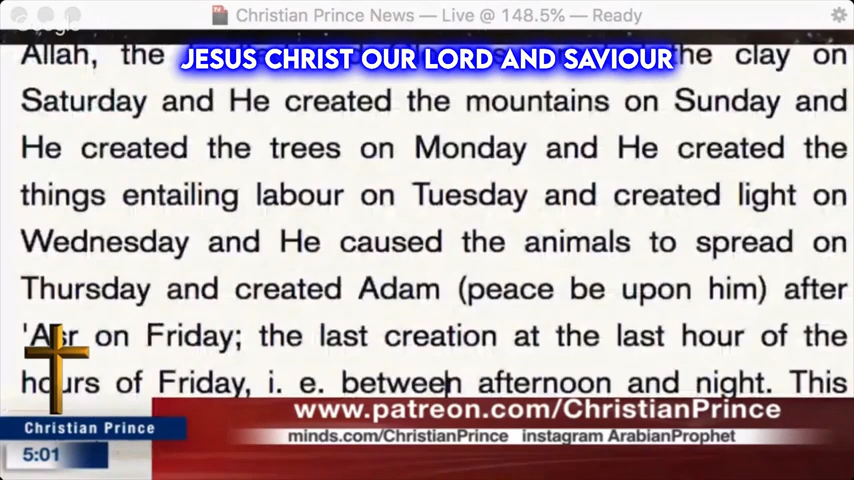 Christian Prince News — Live @ 148.5% — Ready
Google
Allah, the JESUS CHRIST OUR LORD AND SAVIOUR the clay on
Saturday and He created the mountains on Sunday and
He created the trees on Monday and He created the
things entailing labour on Tuesday and created light on
Wednesday and He caused the animals to spread on
Thursday and created Adam (peace be upon him) after
'Asr on Friday; the last creation at the last hour of the
hours of Friday, i. e. between afternoon and night. This
www.patreon.com/ChristianPrince
Christian Prince
minds.com/ChristianPrince instagram ArabianProphet
5:01